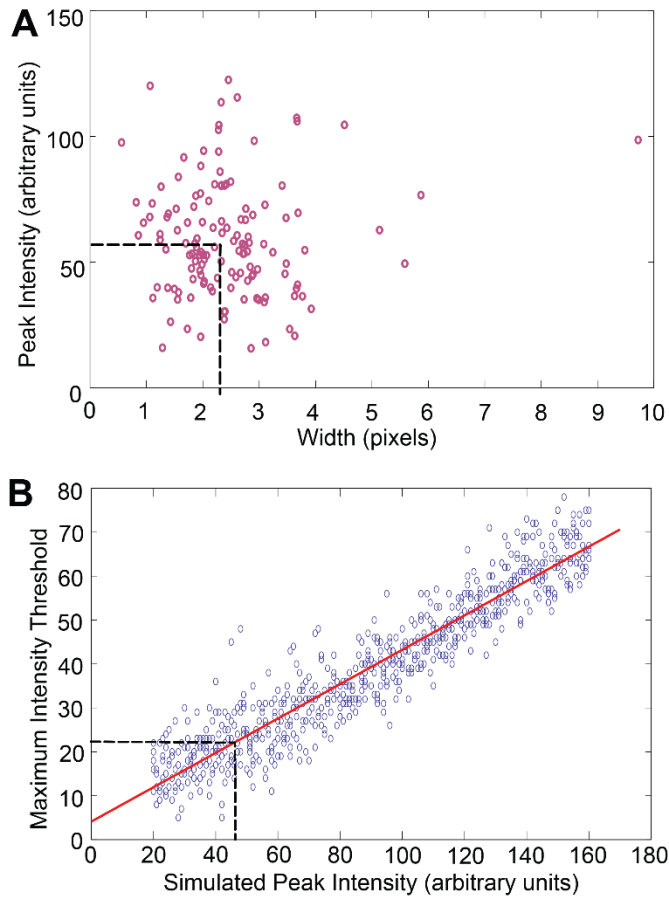 A
150
100
50
0
Peak Intensity (arbitrary units)
0 1 2 3 4 5 6 7 8 9 10
Width (pixels)
B
80
70
60
50
40
30
20
10
0
Maximum Intensity Threshold
0 20 40 60 80 100 120 140 160 180
Simulated Peak Intensity (arbitrary units)